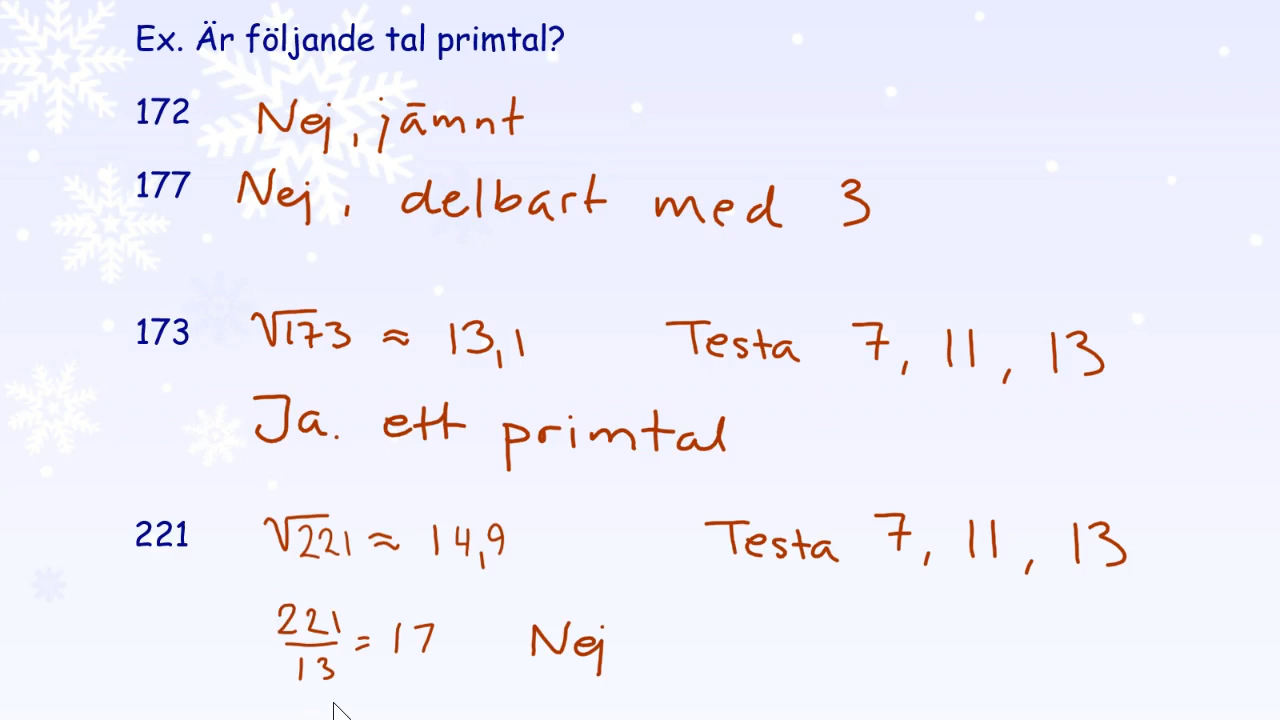 Ex. Är följande tal primtal?
172 Nej, jämnt
177 Nej, delbart med 3
173 √173 ≈ 13,1 Testa 7, 11, 13
Ja. ett primtal
221 √221 ≈ 14,9 Testa 7, 11, 13
221/13 = 17 Nej